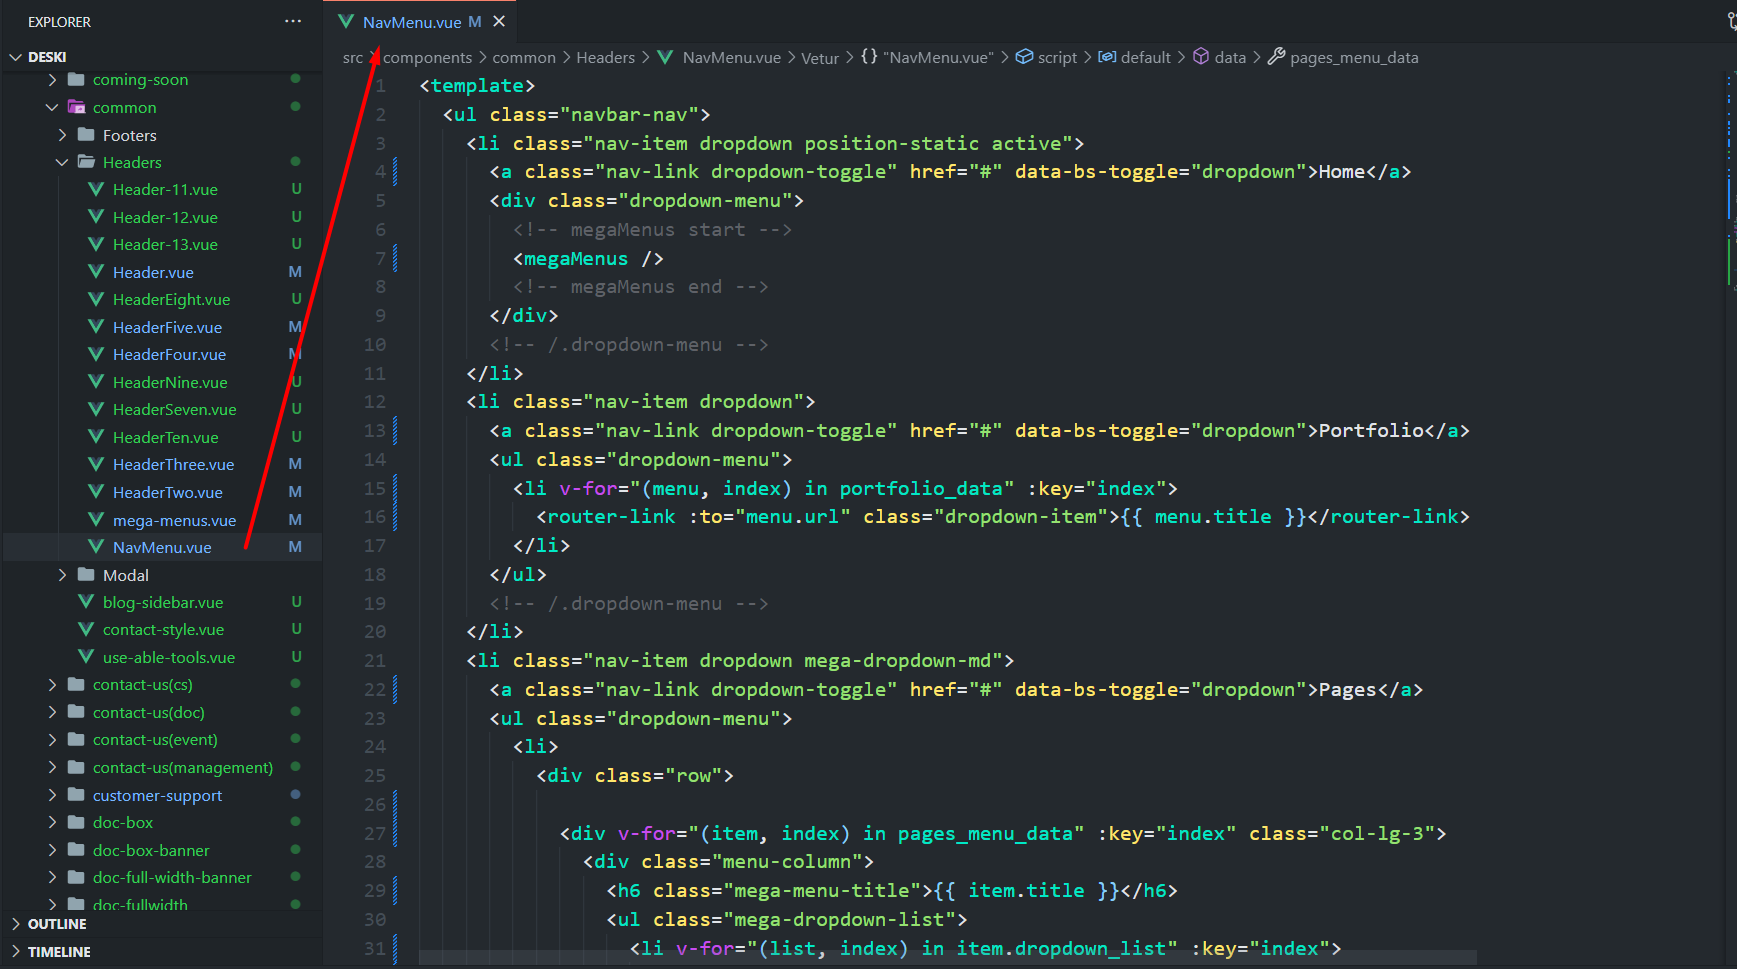 EXPLORER
DESKI
coming-soon
common
Footers
Headers
Header-11.vue U
Header-12.vue U
Header-13.vue U
Header.vue M
HeaderEight.vue U
HeaderFive.vue M
HeaderFour.vue M
HeaderNine.vue U
HeaderSeven.vue U
HeaderTen.vue U
HeaderThree.vue M
HeaderTwo.vue M
mega-menus.vue M
NavMenu.vue M
Modal
blog-sidebar.vue U
contact-style.vue U
use-able-tools.vue U
contact-us(cs)
contact-us(doc)
contact-us(event)
contact-us(management)
customer-support
doc-box
doc-box-banner
doc-full-width-banner
doc-fullwidth
OUTLINE
TIMELINE
NavMenu.vue M
src > components > common > Headers > NavMenu.vue > Vetur > {} "NavMenu.vue" > script > default > data > pages_menu_data
1 <template>
2 <ul class="navbar-nav">
3 <li class="nav-item dropdown position-static active">
4 <a class="nav-link dropdown-toggle" href="#" data-bs-toggle="dropdown">Home</a>
5 <div class="dropdown-menu">
6 <!-- megaMenus start -->
7 <megaMenus />
8 <!-- megaMenus end -->
9 </div>
10 <!-- /.dropdown-menu -->
11 </li>
12 <li class="nav-item dropdown">
13 <a class="nav-link dropdown-toggle" href="#" data-bs-toggle="dropdown">Portfolio</a>
14 <ul class="dropdown-menu">
15 <li v-for="(menu, index) in portfolio_data" :key="index">
16 <router-link :to="menu.url" class="dropdown-item">{{ menu.title }}</router-link>
17 </li>
18 </ul>
19 <!-- /.dropdown-menu -->
20 </li>
21 <li class="nav-item dropdown mega-dropdown-md">
22 <a class="nav-link dropdown-toggle" href="#" data-bs-toggle="dropdown">Pages</a>
23 <ul class="dropdown-menu">
24 <li>
25 <div class="row">
26
27 <div v-for="(item, index) in pages_menu_data" :key="index" class="col-lg-3">
28 <div class="menu-column">
29 <h6 class="mega-menu-title">{{ item.title }}</h6>
30 <ul class="mega-dropdown-list">
31 <li v-for="(list, index) in item.dropdown_list" :key="index">